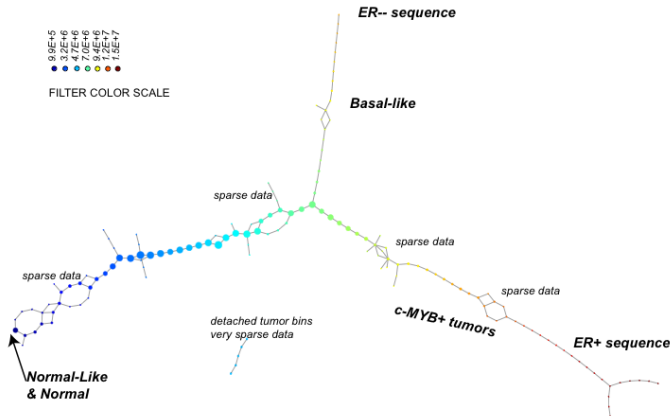 ER-- sequence
9.9E+5
3.2E+6
4.7E+6
7.0E+6
9.4E+6
1.2E+7
1.5E+7
FILTER COLOR SCALE
Basal-like
sparse data
sparse data
sparse data
sparse data
detached tumor bins
very sparse data
c-MYB+ tumors
ER+ sequence
Normal-Like
& Normal